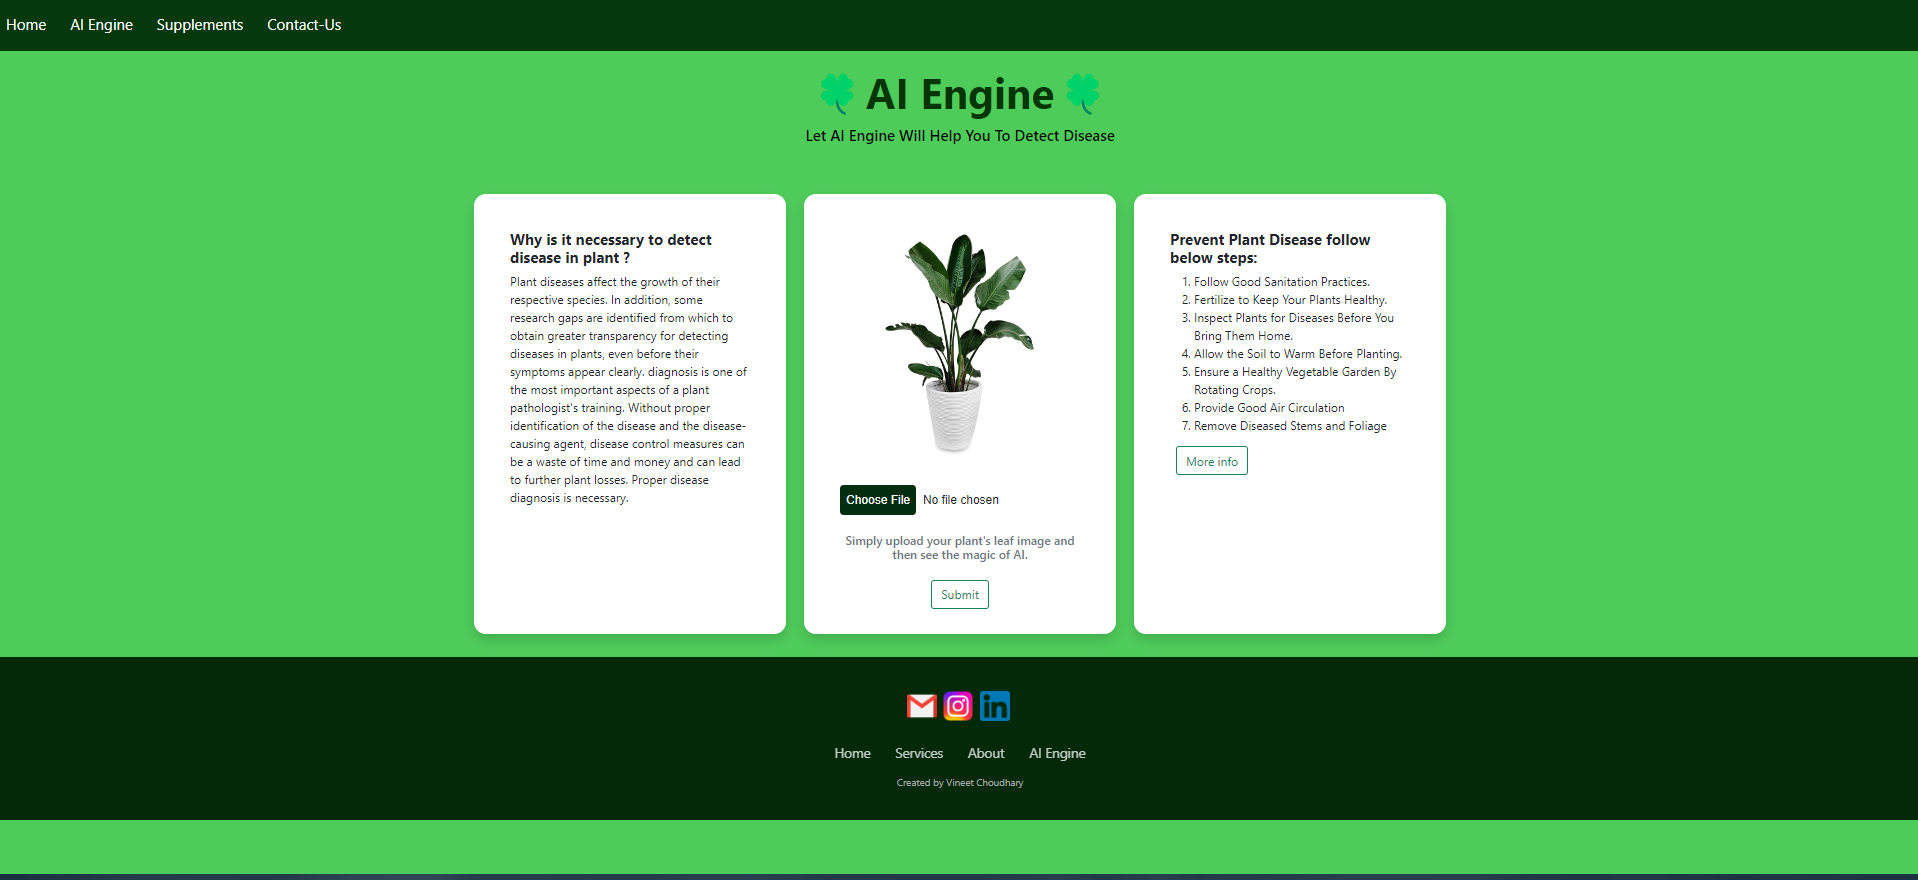 Home AI Engine Supplements Contact-Us
AI Engine
Let AI Engine Will Help You To Detect Disease
Why is it necessary to detect
disease in plant ?
Plant diseases affect the growth of their
respective species. In addition, some
research gaps are identified from which to
obtain greater transparency for detecting
diseases in plants, even before their
symptoms appear clearly. diagnosis is one of
the most important aspects of a plant
pathologist's training. Without proper
identification of the disease and the disease-
causing agent, disease control measures can
be a waste of time and money and can lead
to further plant losses. Proper disease
diagnosis is necessary.
Choose File No file chosen
Simply upload your plant's leaf image and
then see the magic of AI.
Submit
Prevent Plant Disease follow
below steps:
1. Follow Good Sanitation Practices.
2. Fertilize to Keep Your Plants Healthy.
3. Inspect Plants for Diseases Before You
Bring Them Home.
4. Allow the Soil to Warm Before Planting.
5. Ensure a Healthy Vegetable Garden By
Rotating Crops.
6. Provide Good Air Circulation
7. Remove Diseased Stems and Foliage
More info
in
Home Services About AI Engine
Created by Vineet Choudhary